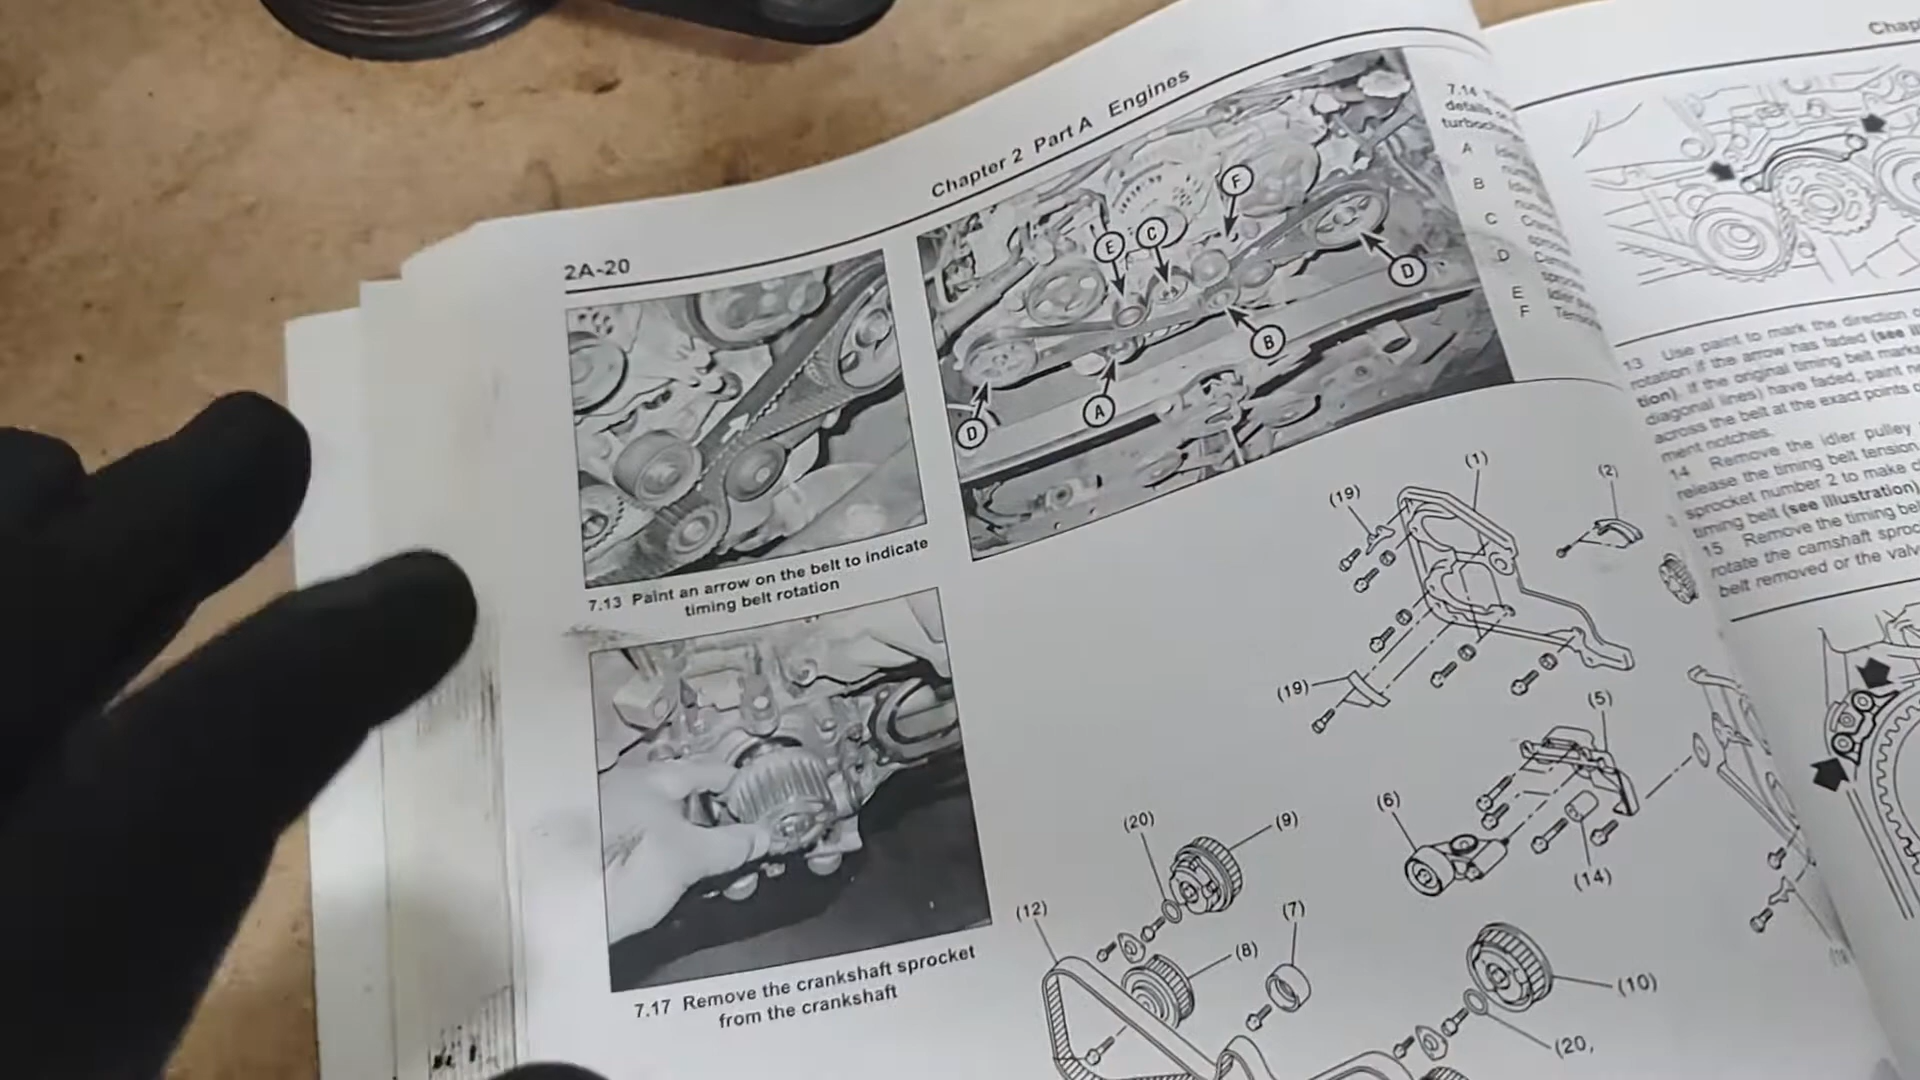 Chapter 2 Part A Engines
2A-20
E
C
F
D
B
A
D
7.13 Paint an arrow on the belt to indicate
timing belt rotation
7.17 Remove the crankshaft sprocket
from the crankshaft
7.14
details
A
B
C
D
E
F
(1)
(2)
(19)
(19)
(5)
(6)
(14)
(20)
(9)
(12)
(7)
(8)
(10)
(20,
13 Use paint to mark the direction
rotation if the arrow has faded (see
tion). If the original timing belt
diagonal lines) have faded, paint
across the belt at the exact points
ment notches.
14 Remove the idler pulley
release the timing belt tension
sprocket number 2 to make
timing belt (see illustration)
15 Remove the timing
rotate the camshaft
belt removed or the